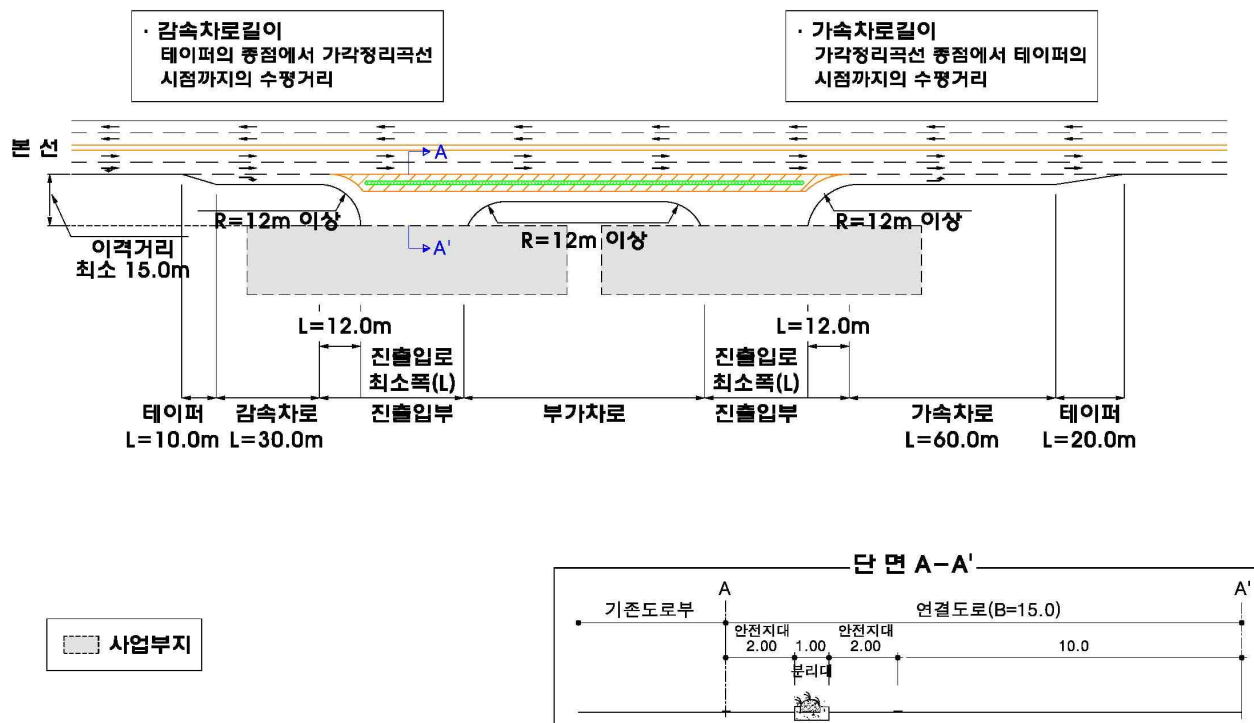 · 감속차로길이
테이퍼의 종점에서 가각정리곡선
시점까지의 수평거리
· 가속차로길이
가각정리곡선 종점에서 테이퍼의
시점까지의 수평거리
본 선
A
R=12m 이상
R=12m 이상
R=12m 이상
A'
이격거리
최소 15.0m
L=12.0m
L=12.0m
진출입로
최소폭(L)
진출입로
최소폭(L)
테이퍼
L=10.0m
감속차로
L=30.0m
진출입부
부가차로
진출입부
가속차로
L=60.0m
테이퍼
L=20.0m
사업부지
단 면 A-A'
A
A'
기존도로부
연결도로(B=15.0)
안전지대
2.00
1.00
안전지대
2.00
10.0
분리대